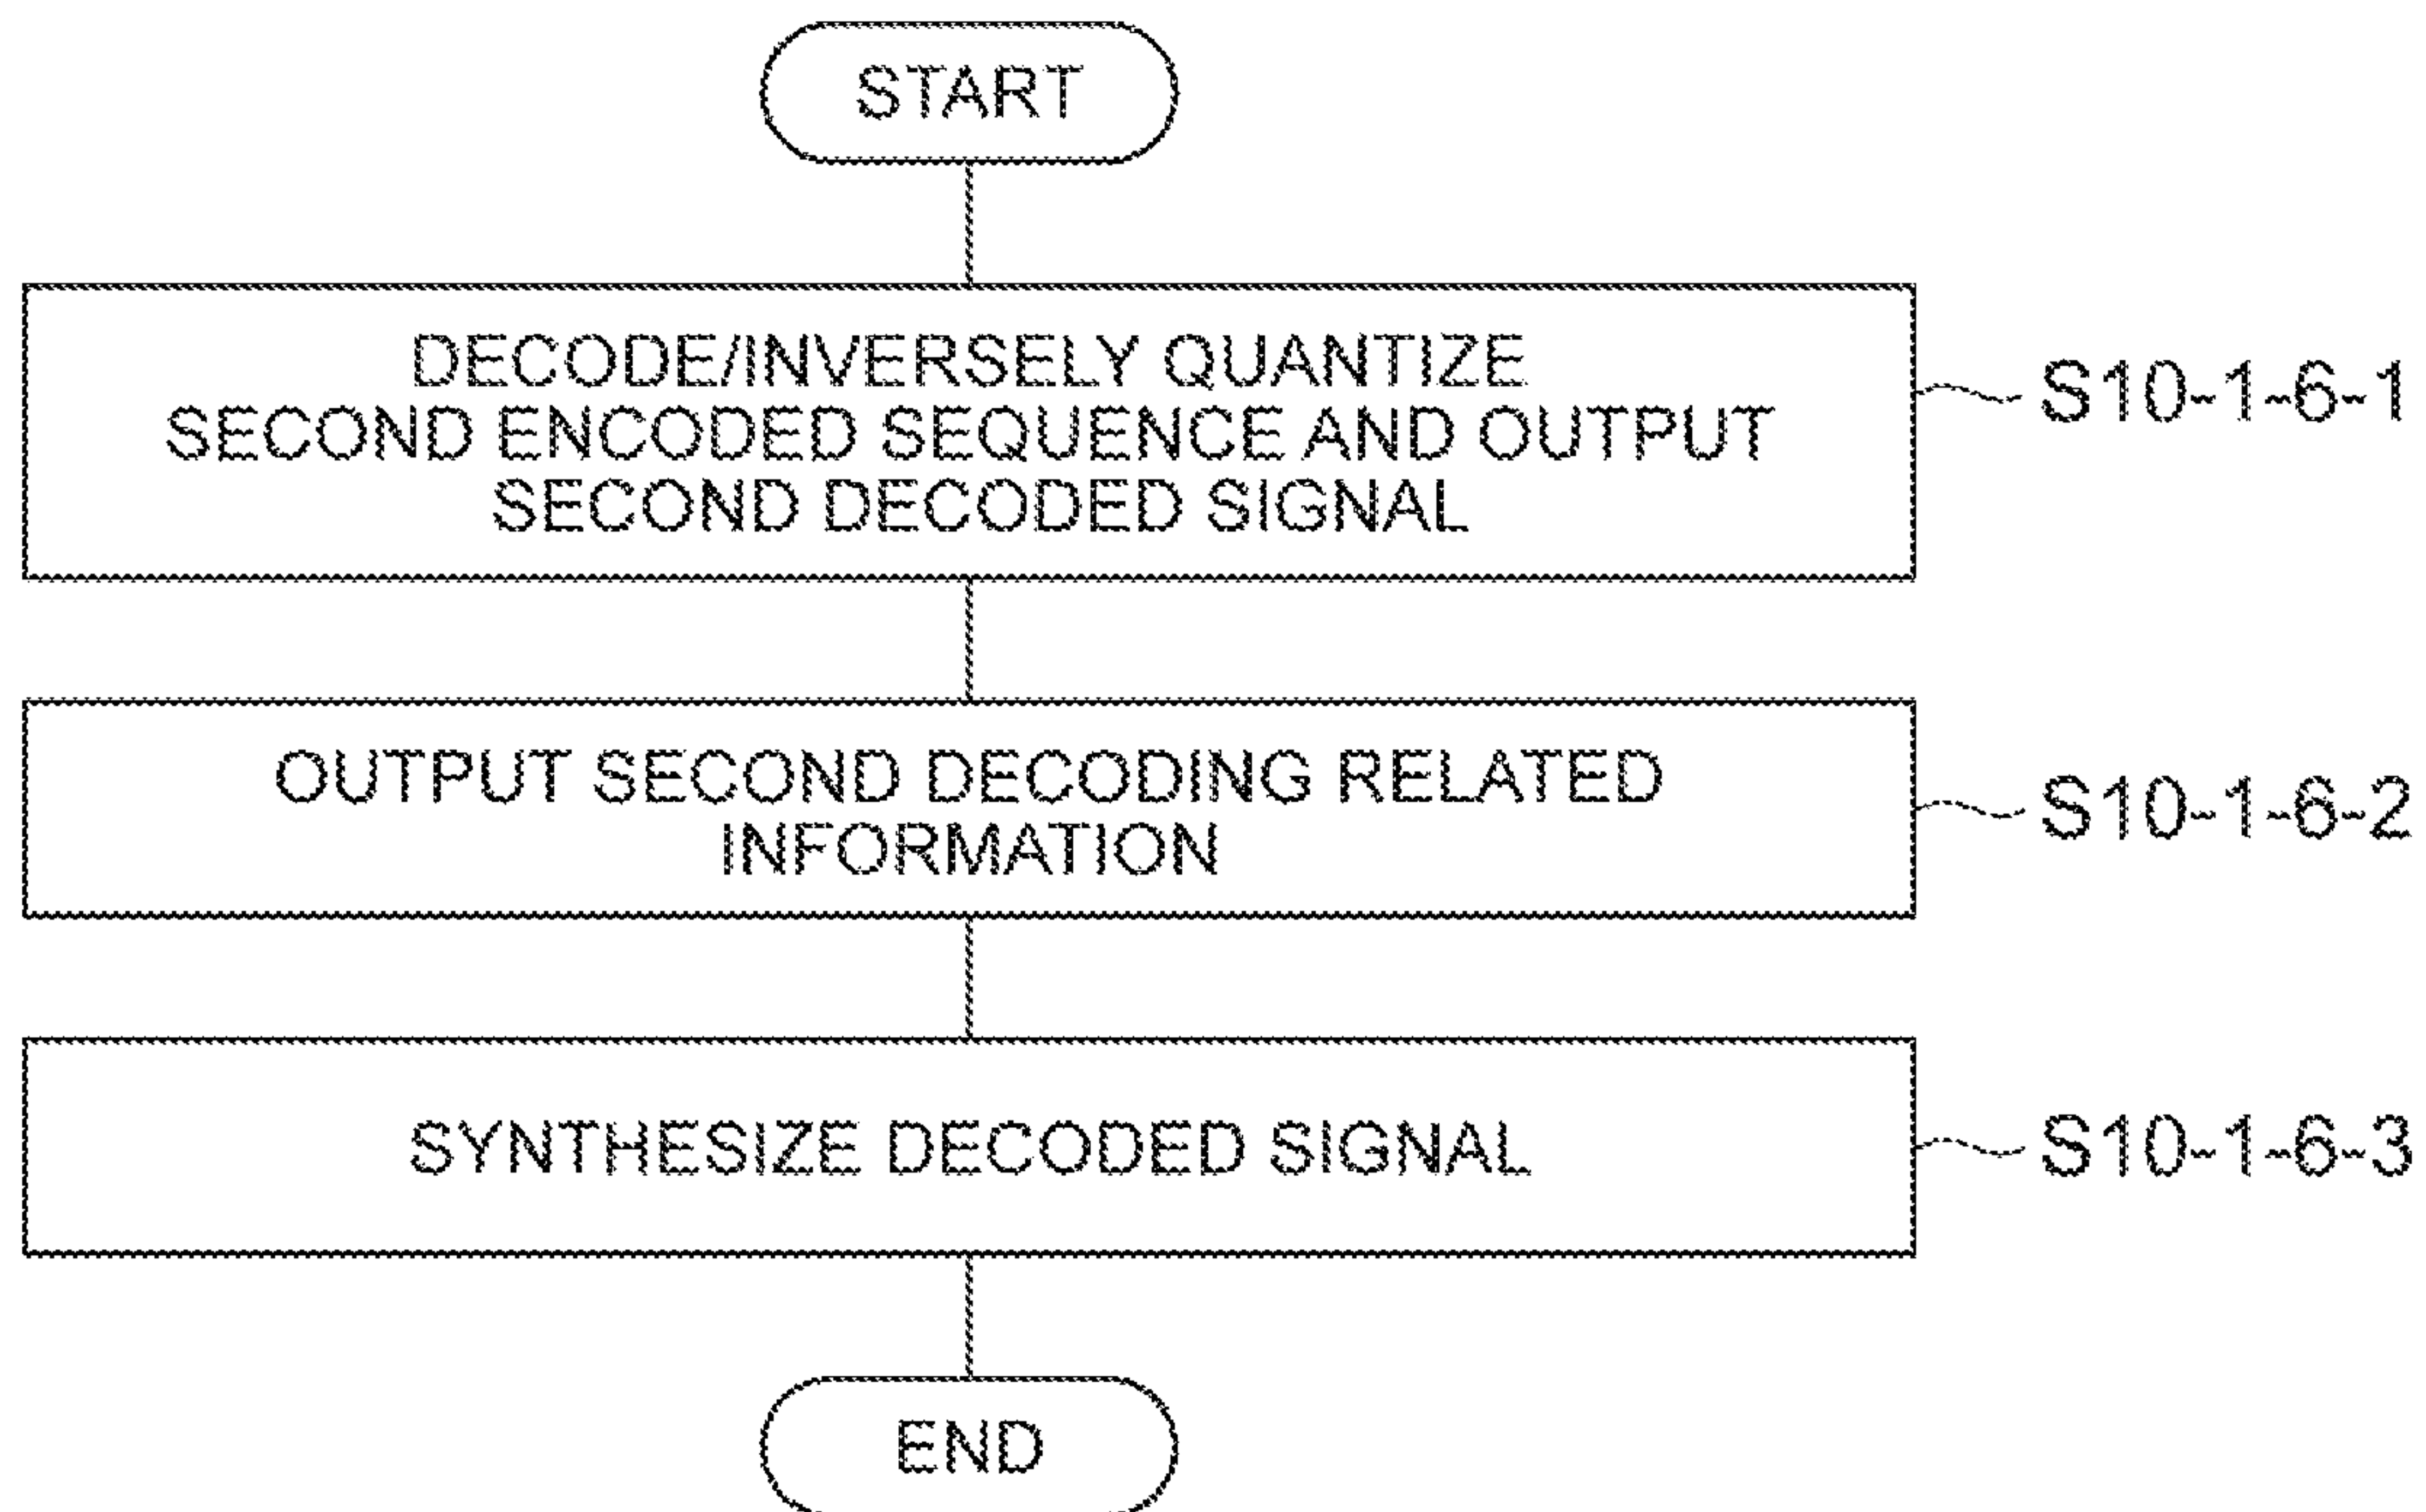 START
DECODE/INVERSELY QUANTIZE
SECOND ENCODED SEQUENCE AND OUTPUT
SECOND DECODED SIGNAL
S10-1-6-1
OUTPUT SECOND DECODING RELATED
INFORMATION
S10-1-6-2
SYNTHESIZE DECODED SIGNAL
S10-1-6-3
END